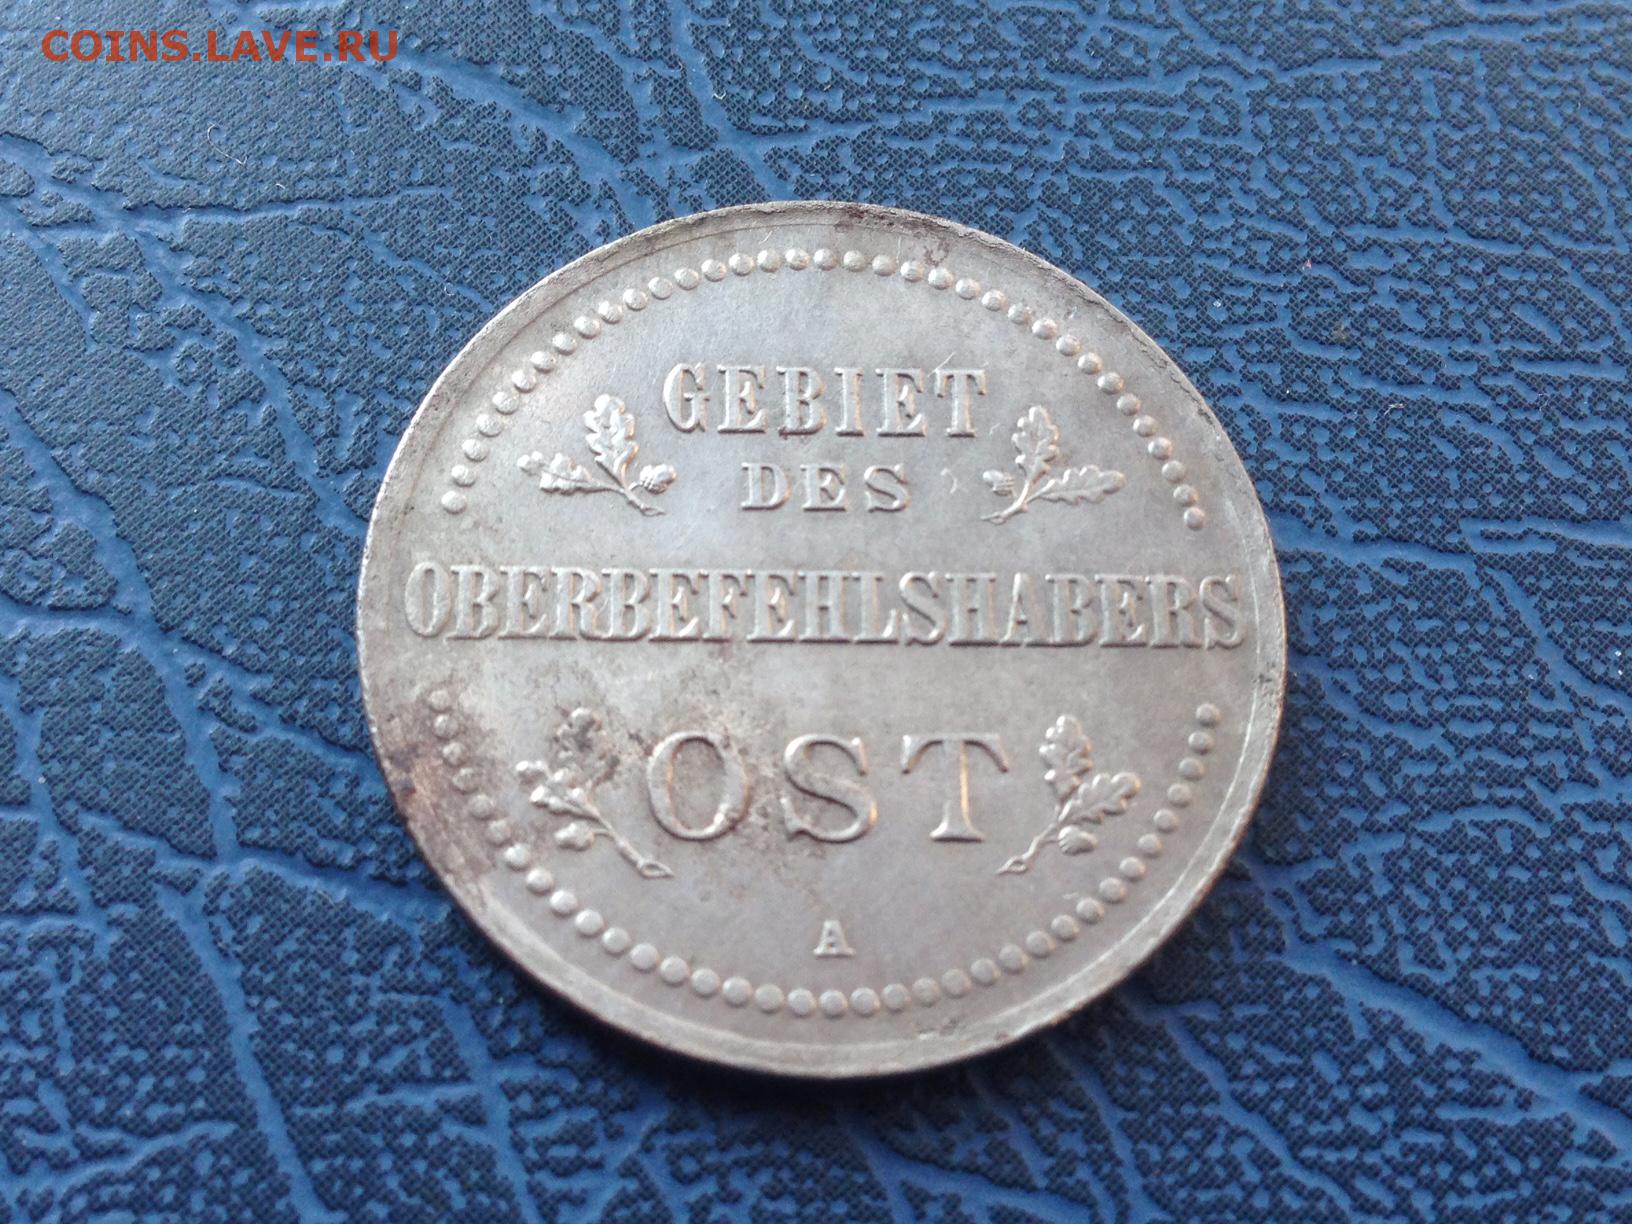 COINS.LAVE.RU
GEBIET
DES
OBERBEFEHLSHABERS
OST
A